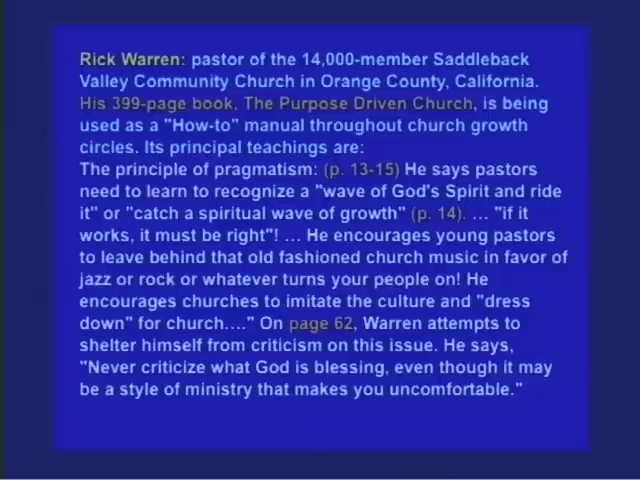 Rick Warren: pastor of the 14,000-member Saddleback
Valley Community Church in Orange County, California.
His 399-page book, The Purpose Driven Church, is being
used as a "How-to" manual throughout church growth
circles. Its principal teachings are:
The principle of pragmatism: (p. 13-15) He says pastors
need to learn to recognize a "wave of God's Spirit and ride
it" or "catch a spiritual wave of growth" (p. 14). ... "if it
works, it must be right"! ... He encourages young pastors
to leave behind that old fashioned church music in favor of
jazz or rock or whatever turns your people on! He
encourages churches to imitate the culture and "dress
down" for church...." On page 62, Warren attempts to
shelter himself from criticism on this issue. He says,
"Never criticize what God is blessing, even though it may
be a style of ministry that makes you uncomfortable."